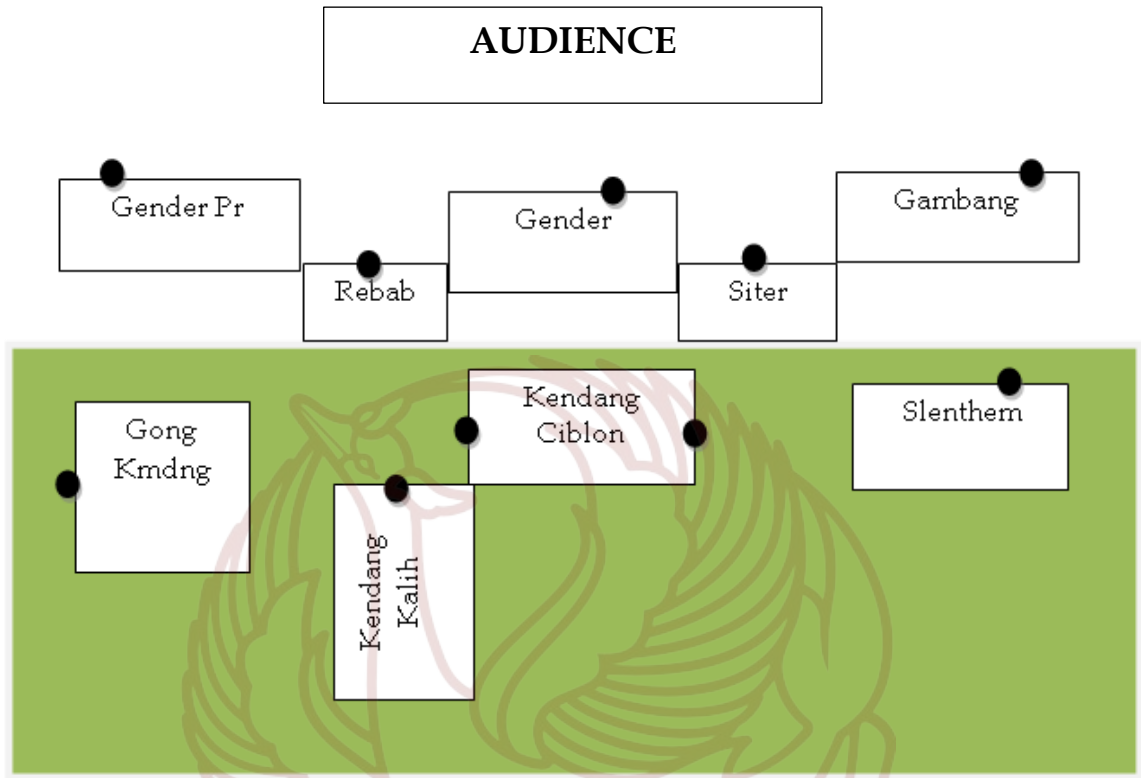 AUDIENCE
Gender Pr
Rebab
Gender
Siter
Gambang
Gong
Kmdng
Kendang
Ciblon
Slenthem
Kendang
Kalih